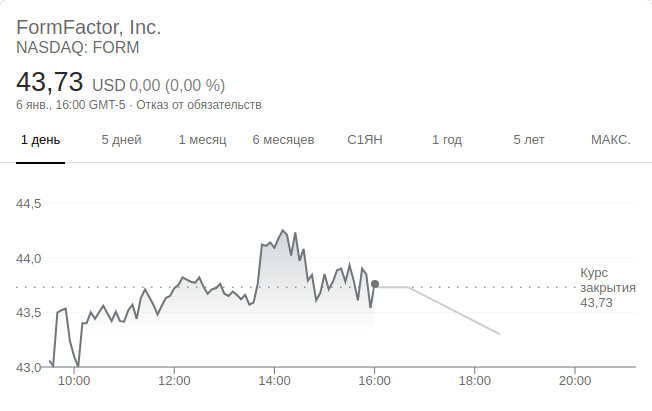 FormFactor, Inc.
NASDAQ: FORM
43,73 USD 0,00 (0,00 %)
6 янв., 16:00 GMT-5 · Отказ от обязательств
1 день 5 дней 1 месяц 6 месяцев С1ЯН 1 год 5 лет МАКС.
44,5
44,0
Курс
закрытия
43,73
43,5
43,0
10:00 12:00 14:00 16:00 18:00 20:00